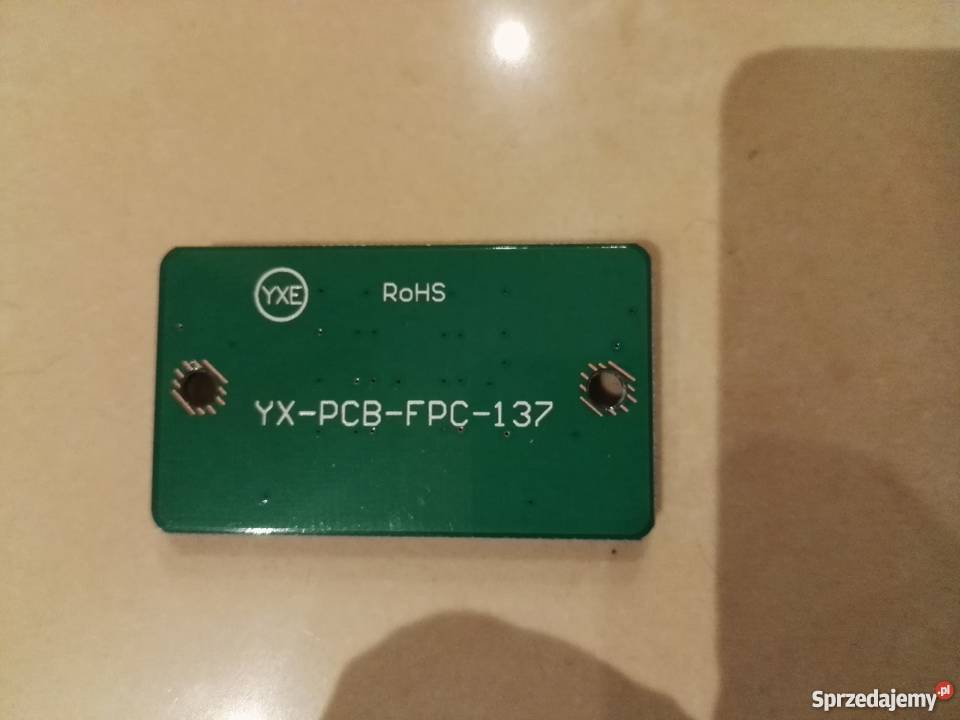 YXE RoHS
YX-PCB-FPC-137
Sprzedajemy.pl